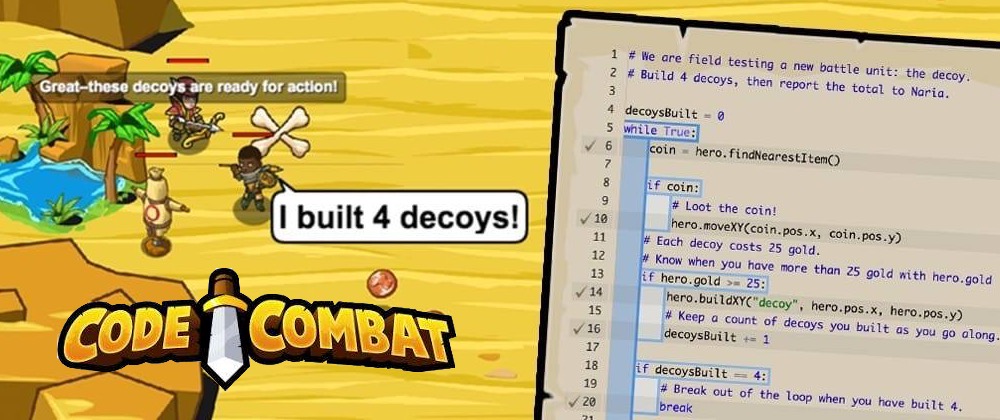 Great–these decoys are ready for action!
I built 4 decoys!
CODE COMBAT
1 # We are field testing a new battle unit: the decoy.
2 # Build 4 decoys, then report the total to Naria.
3
4 decoysBuilt = 0
5 while True:
6 coin = hero.findNearestItem()
7
8 if coin:
9 # Loot the coin!
10 hero.moveXY(coin.pos.x, coin.pos.y)
11 # Each decoy costs 25 gold.
12 # Know when you have more than 25 gold with hero.gold
13 if hero.gold >= 25:
14 hero.buildXY("decoy", hero.pos.x, hero.pos.y)
15 # Keep a count of decoys you built as you go along.
16 decoysBuilt += 1
17
18 if decoysBuilt == 4:
19 # Break out of the loop when you have built 4.
20 break
21